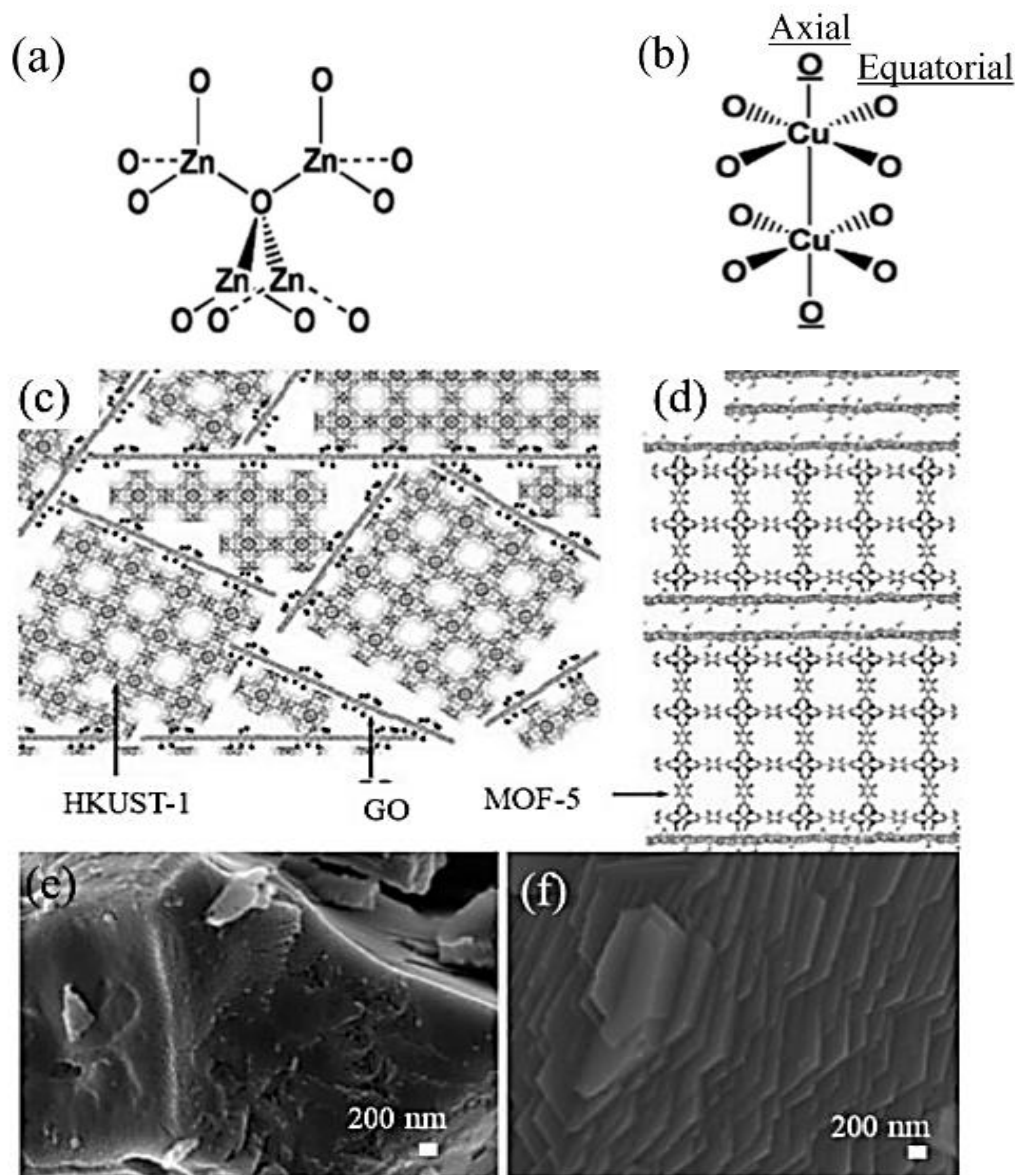 (a)
O O
O Zn Zn O
O O O
Zn Zn
O O O O
(b)
Axial
O
Equatorial
O O
Cu
O O
O O
Cu
O O
O
(c)
HKUST-1
GO
(d)
MOF-5
(e)
200 nm
(f)
200 nm